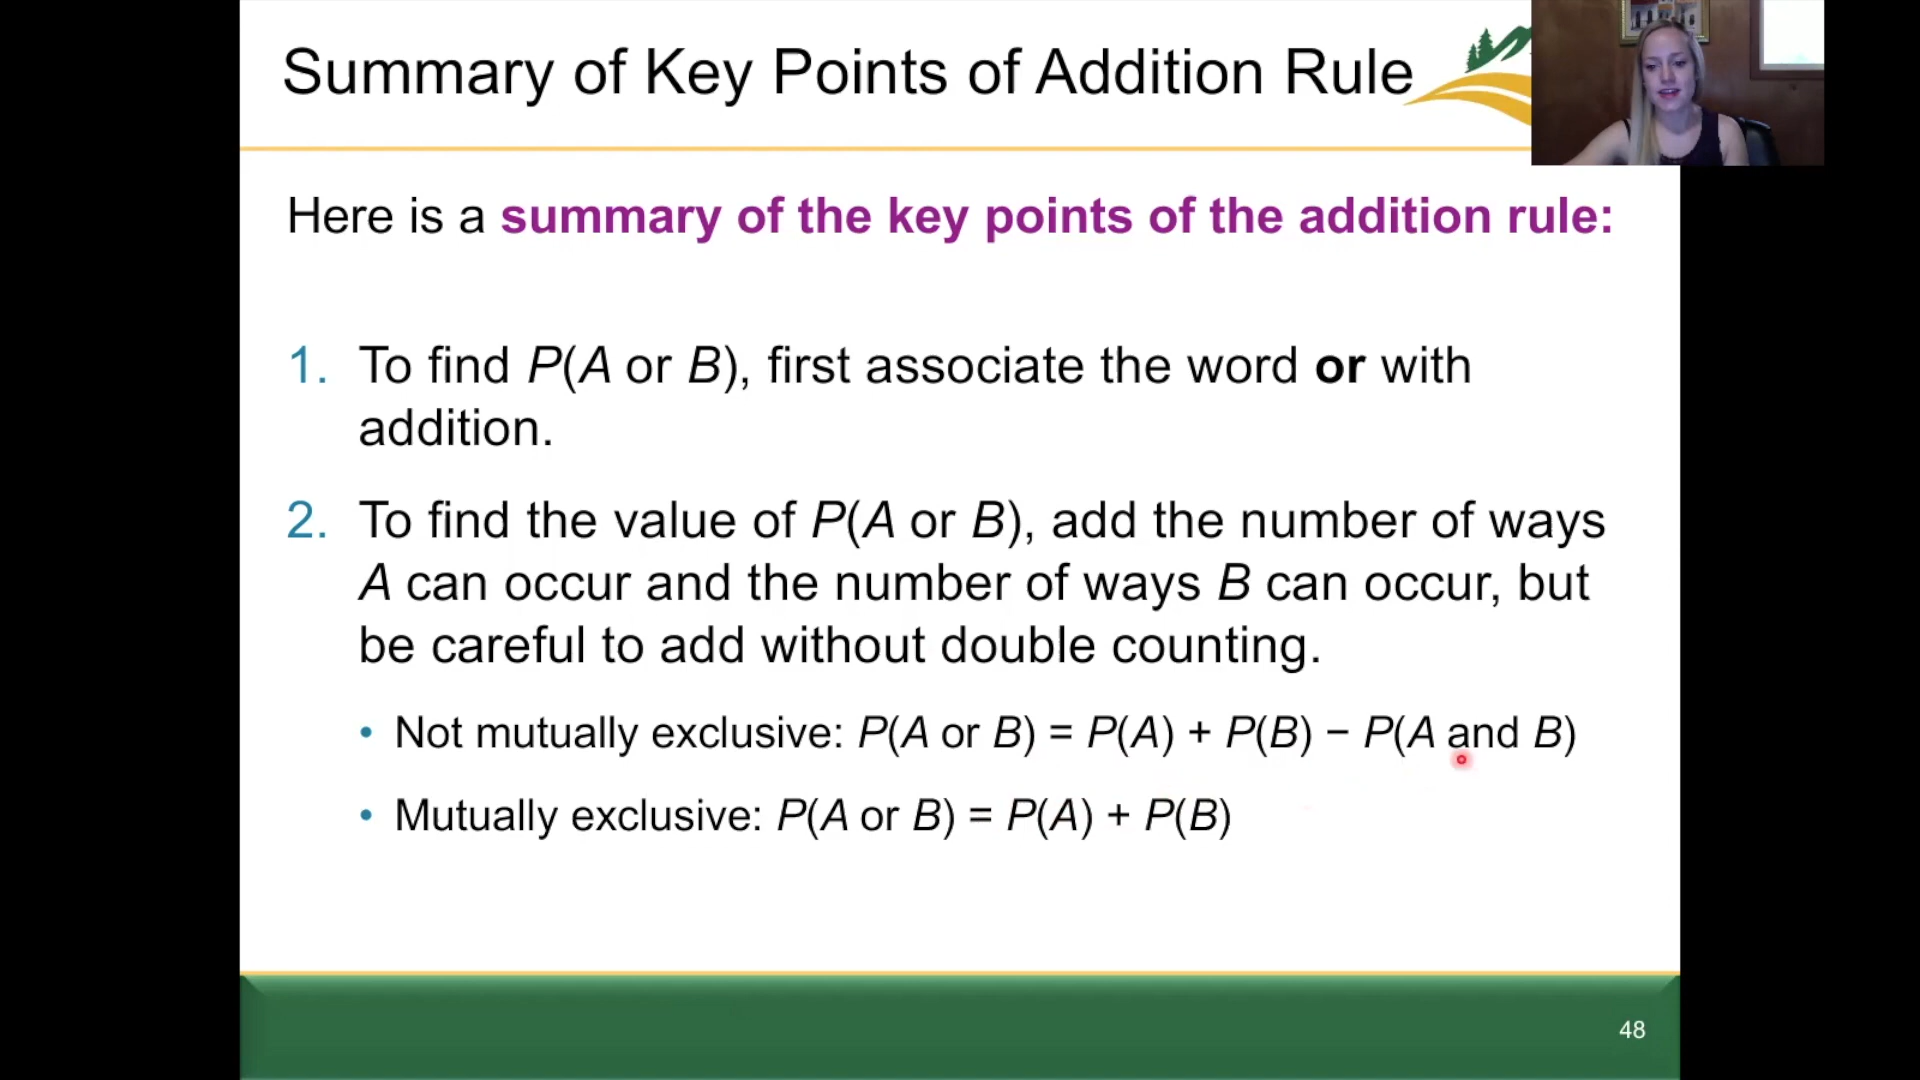 Summary of Key Points of Addition Rule
Here is a summary of the key points of the addition rule:
1. To find P(A or B), first associate the word or with
addition.
2. To find the value of P(A or B), add the number of ways
A can occur and the number of ways B can occur, but
be careful to add without double counting.
• Not mutually exclusive: P(A or B) = P(A) + P(B) − P(A and B)
• Mutually exclusive: P(A or B) = P(A) + P(B)
48